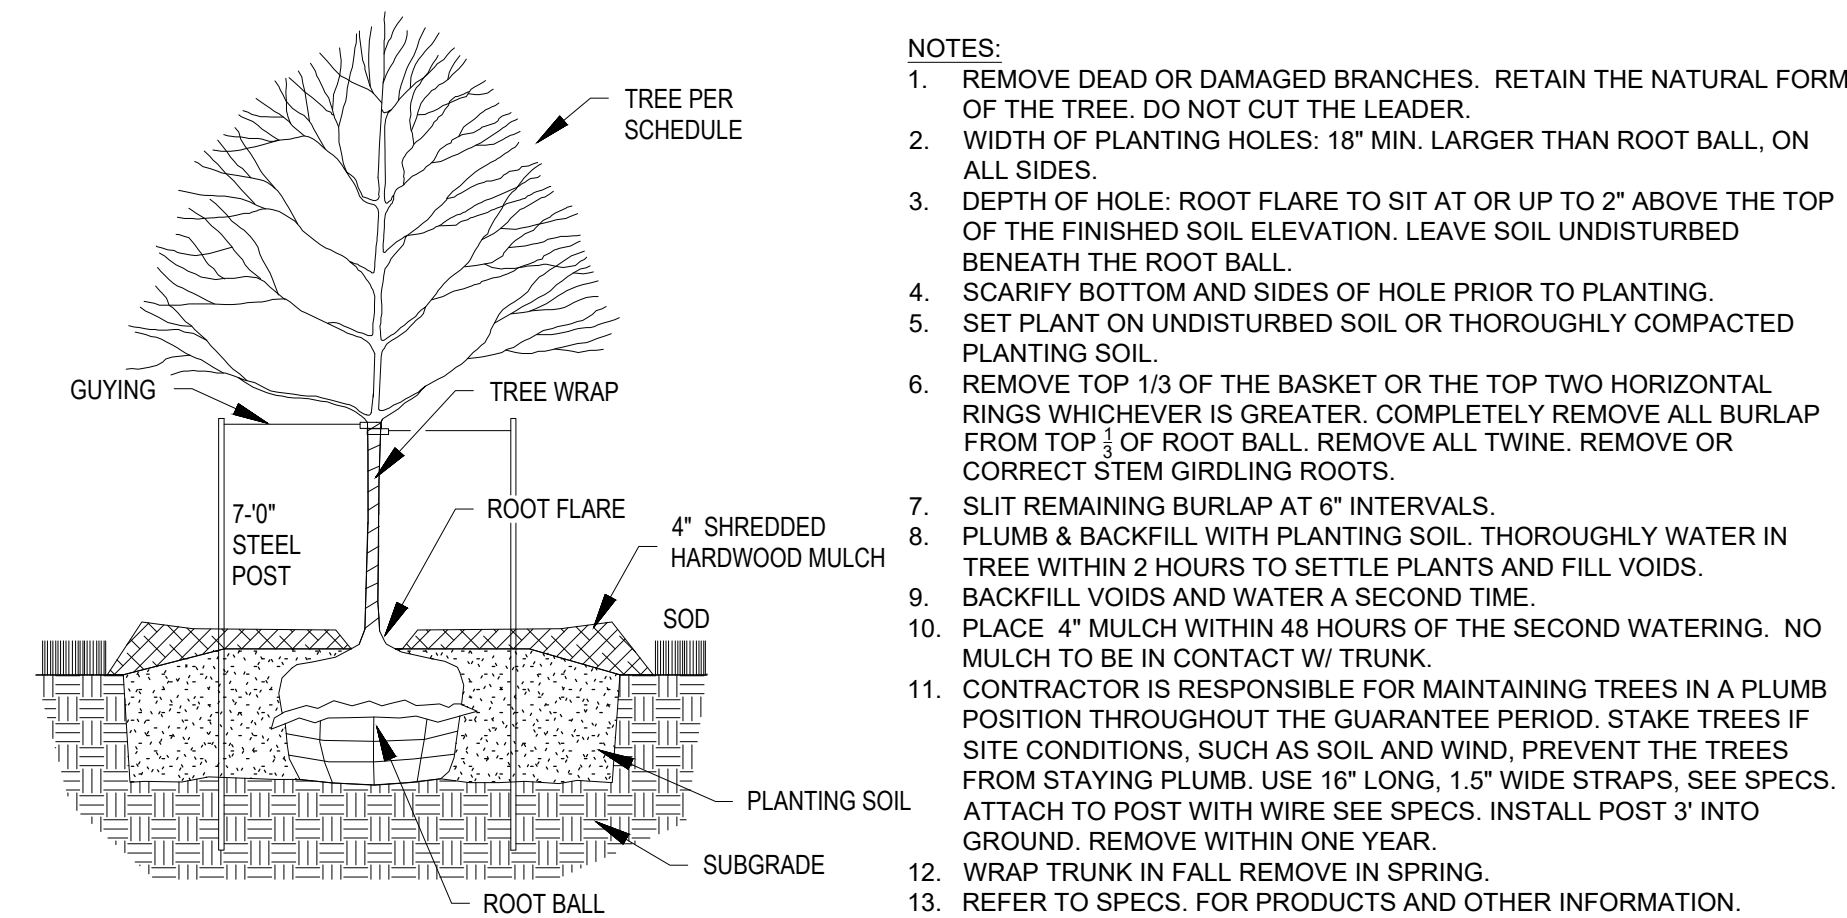 TREE PER
SCHEDULE
GUYING
TREE WRAP
7-'0"
STEEL
POST
ROOT FLARE
4" SHREDDED
HARDWOOD MULCH
SOD
PLANTING SOIL
SUBGRADE
ROOT BALL
NOTES:
1. REMOVE DEAD OR DAMAGED BRANCHES. RETAIN THE NATURAL FORM
OF THE TREE. DO NOT CUT THE LEADER.
2. WIDTH OF PLANTING HOLES: 18" MIN. LARGER THAN ROOT BALL, ON
ALL SIDES.
3. DEPTH OF HOLE: ROOT FLARE TO SIT AT OR UP TO 2" ABOVE THE TOP
OF THE FINISHED SOIL ELEVATION. LEAVE SOIL UNDISTURBED
BENEATH THE ROOT BALL.
4. SCARIFY BOTTOM AND SIDES OF HOLE PRIOR TO PLANTING.
5. SET PLANT ON UNDISTURBED SOIL OR THOROUGHLY COMPACTED
PLANTING SOIL.
6. REMOVE TOP 1/3 OF THE BASKET OR THE TOP TWO HORIZONTAL
RINGS WHICHEVER IS GREATER. COMPLETELY REMOVE ALL BURLAP
FROM TOP 1/3 OF ROOT BALL. REMOVE ALL TWINE. REMOVE OR
CORRECT STEM GIRDLING ROOTS.
7. SLIT REMAINING BURLAP AT 6" INTERVALS.
8. PLUMB & BACKFILL WITH PLANTING SOIL. THOROUGHLY WATER IN
TREE WITHIN 2 HOURS TO SETTLE PLANTS AND FILL VOIDS.
9. BACKFILL VOIDS AND WATER A SECOND TIME.
10. PLACE 4" MULCH WITHIN 48 HOURS OF THE SECOND WATERING. NO
MULCH TO BE IN CONTACT W/ TRUNK.
11. CONTRACTOR IS RESPONSIBLE FOR MAINTAINING TREES IN A PLUMB
POSITION THROUGHOUT THE GUARANTEE PERIOD. STAKE TREES IF
SITE CONDITIONS, SUCH AS SOIL AND WIND, PREVENT THE TREES
FROM STAYING PLUMB. USE 16" LONG, 1.5" WIDE STRAPS, SEE SPECS.
ATTACH TO POST WITH WIRE SEE SPECS. INSTALL POST 3' INTO
GROUND. REMOVE WITHIN ONE YEAR.
12. WRAP TRUNK IN FALL REMOVE IN SPRING.
13. REFER TO SPECS. FOR PRODUCTS AND OTHER INFORMATION.